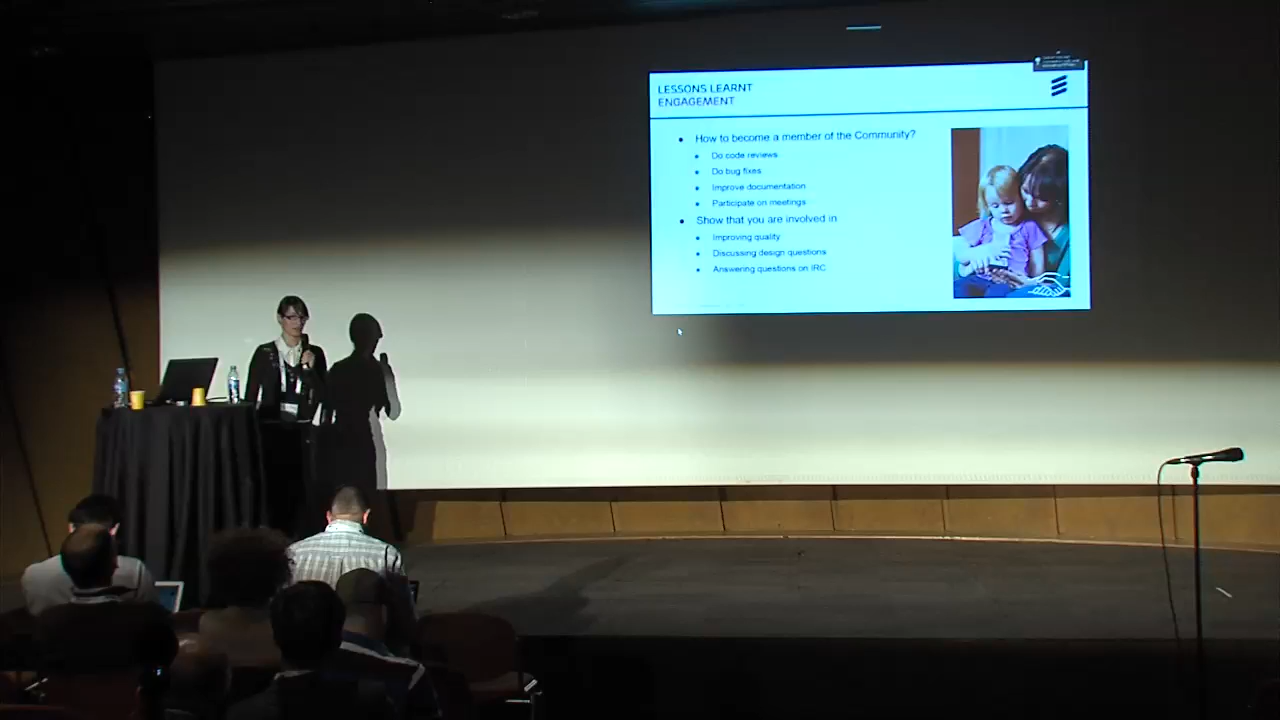 LESSONS LEARNT
ENGAGEMENT
How to become a member of the Community?
Do code reviews
Do bug fixes
Improve documentation
Participate on meetings
Show that you are involved in
Improving quality
Discussing design questions
Answering questions on IRC